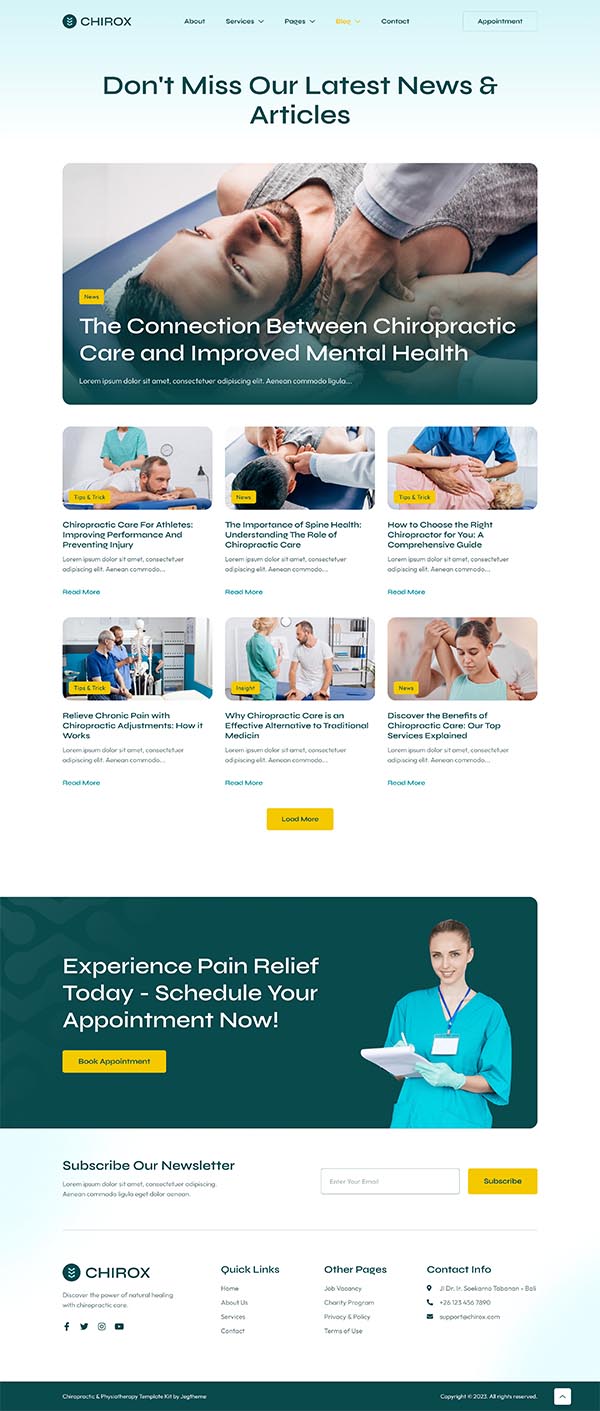 CHIROX
About
Services
Pages
Blog
Contact
Appointment
Don't Miss Our Latest News &
Articles
News
The Connection Between Chiropractic
Care and Improved Mental Health
Lorem ipsum dolor sit amet, consectetuer adipiscing elit. Aenean commodo ligula...
Tips & Trick
Chiropractic Care For Athletes:
Improving Performance And
Preventing Injury
Lorem ipsum dolor sit amet, consectetuer
adipiscing elit. Aenean commodo...
Read More
News
The Importance of Spine Health:
Understanding The Role of
Chiropractic Care
Lorem ipsum dolor sit amet, consectetuer
adipiscing elit. Aenean commodo...
Read More
Tips & Trick
How to Choose the Right
Chiropractor for You: A
Comprehensive Guide
Lorem ipsum dolor sit amet, consectetuer
adipiscing elit. Aenean commodo...
Read More
Tips & Trick
Relieve Chronic Pain with
Chiropractic Adjustments: How it
Works
Lorem ipsum dolor sit amet, consectetuer
adipiscing elit. Aenean commodo...
Read More
Insight
Why Chiropractic Care is an
Effective Alternative to Traditional
Medicin
Lorem ipsum dolor sit amet, consectetuer
adipiscing elit. Aenean commodo...
Read More
News
Discover the Benefits of
Chiropractic Care: Our Top
Services Explained
Lorem ipsum dolor sit amet, consectetuer
adipiscing elit. Aenean commodo...
Read More
Load More
Experience Pain Relief
Today - Schedule Your
Appointment Now!
Book Appointment
Subscribe Our Newsletter
Lorem ipsum dolor sit amet, consectetuer adipiscing.
Aenean commodo ligula eget dolor aenean.
Enter Your Email
Subscribe
CHIROX
Discover the power of natural healing
with chiropractic care.
Quick Links
Home
About Us
Services
Contact
Other Pages
Job Vacancy
Charity Program
Privacy & Policy
Terms of Use
Contact Info
Jl Dr. Ir. Soekarno Tabanan - Bali
+26 123 456 7890
support@chirox.com
Chiropractic & Physiotherapy Template Kit by Jegtheme
Copyright © 2023. All rights reserved.